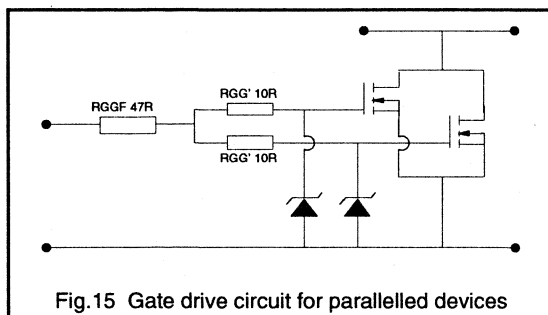 RGG' 10R
RGGF 47R
RGG' 10R
Fig.15 Gate drive circuit for parallelled devices